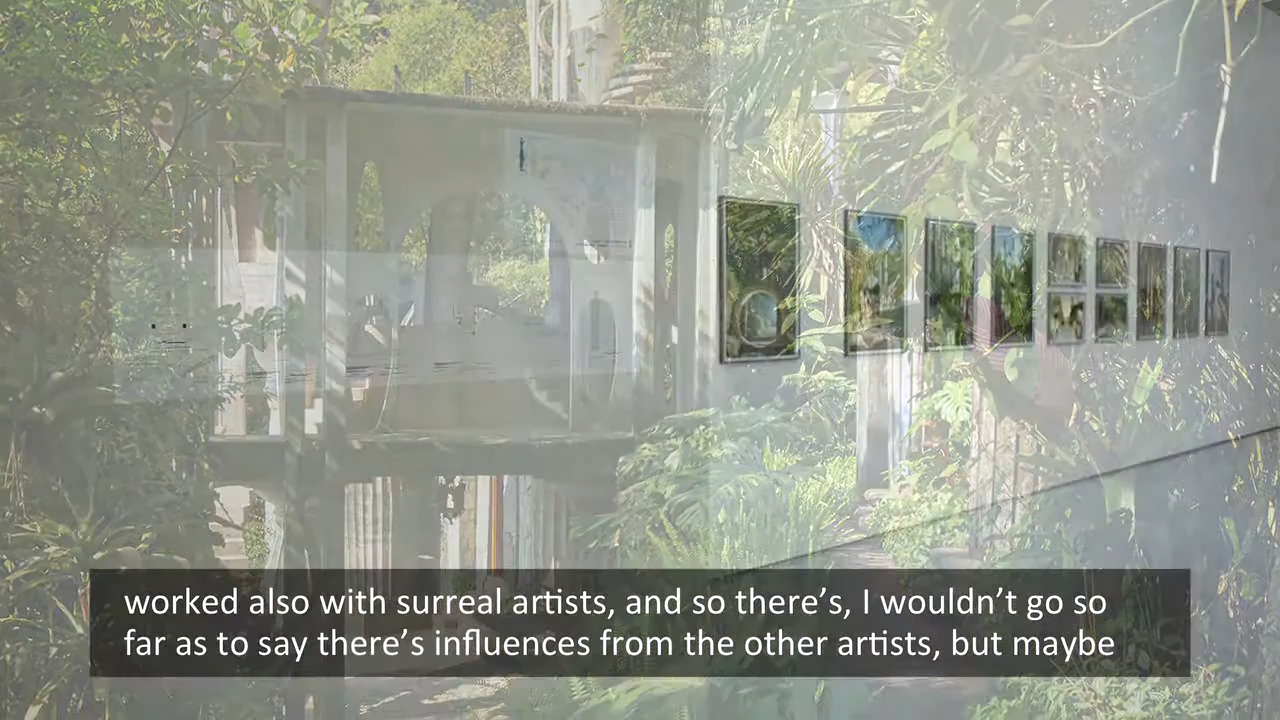 worked also with surreal artists, and so there’s, I wouldn’t go so
far as to say there’s influences from the other artists, but maybe